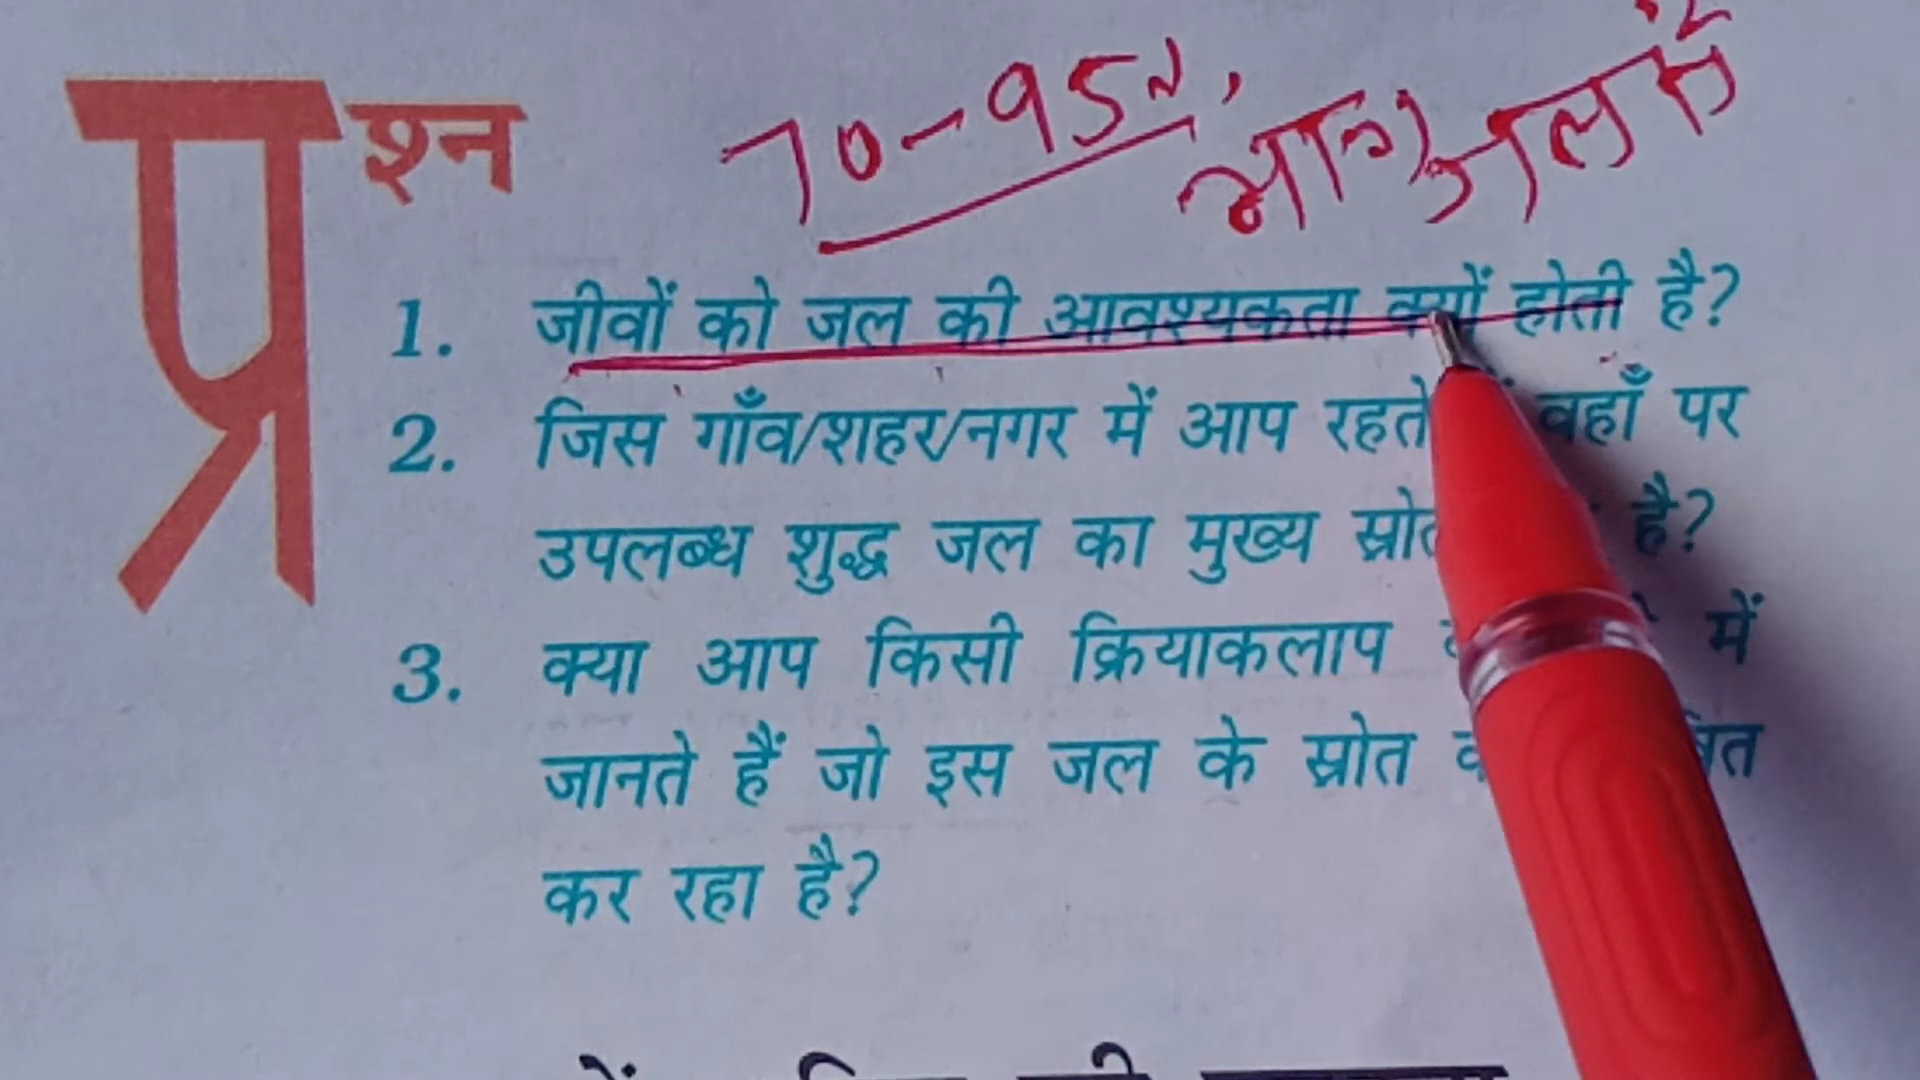 प्रश्न
70-95%
भाग जल से
1. जीवों को जल की आवश्यकता क्यों होती है?
2. जिस गाँव/शहर/नगर में आप रहते वहाँ पर
उपलब्ध शुद्ध जल का मुख्य स्रोत है?
3. क्या आप किसी क्रियाकलाप में
जानते हैं जो इस जल के स्रोत
कर रहा है?